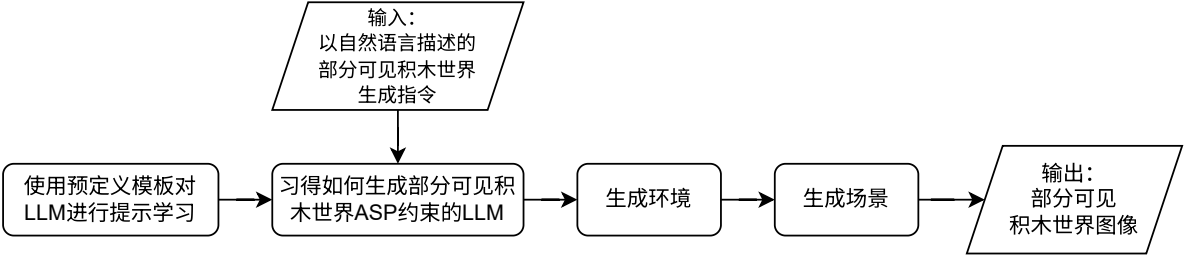 输入：
以自然语言描述的
部分可见积木世界
生成指令
使用预定义模板对
LLM进行提示学习
习得如何生成部分可见积
木世界ASP约束的LLM
生成环境
生成场景
输出：
部分可见
积木世界图像